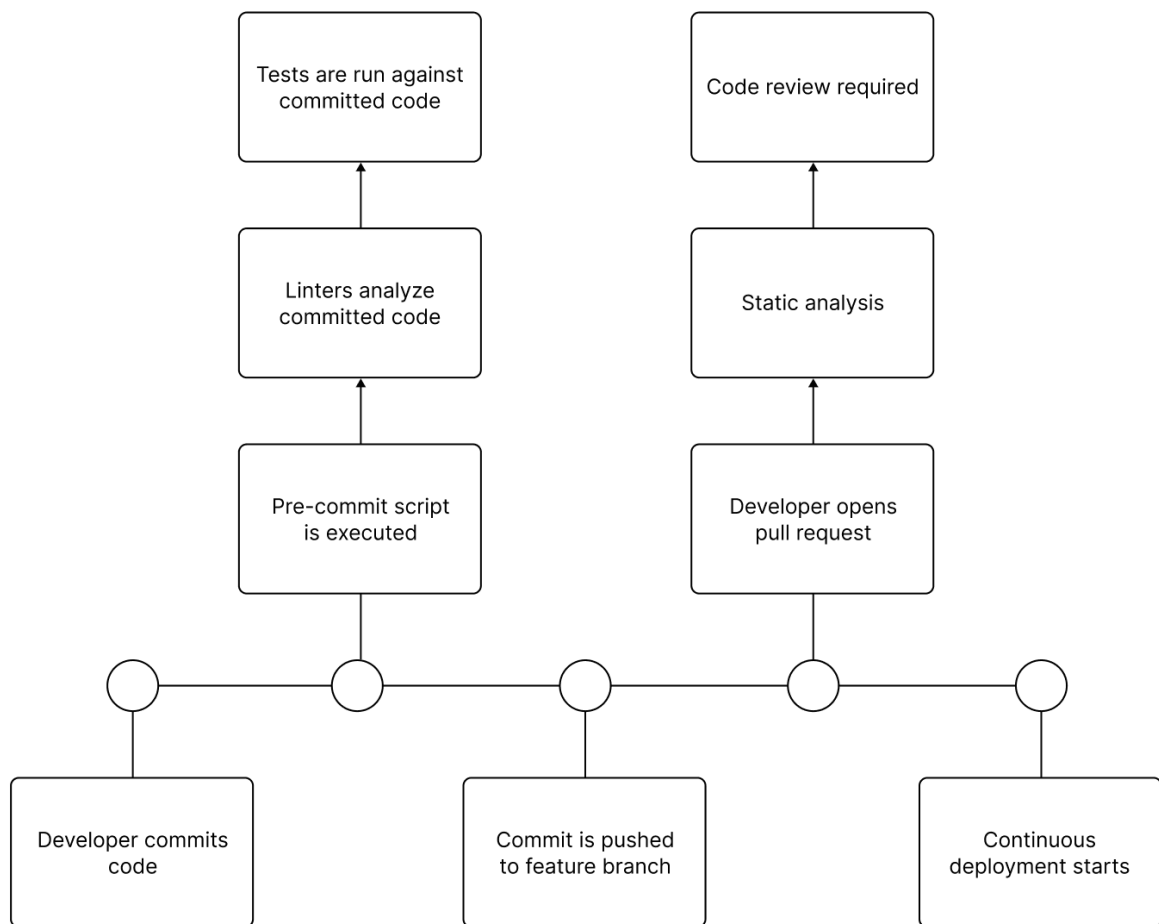 Tests are run against
committed code
Code review required
Linters analyze
committed code
Static analysis
Pre-commit script
is executed
Developer opens
pull request
Developer commits
code
Commit is pushed
to feature branch
Continuous
deployment starts